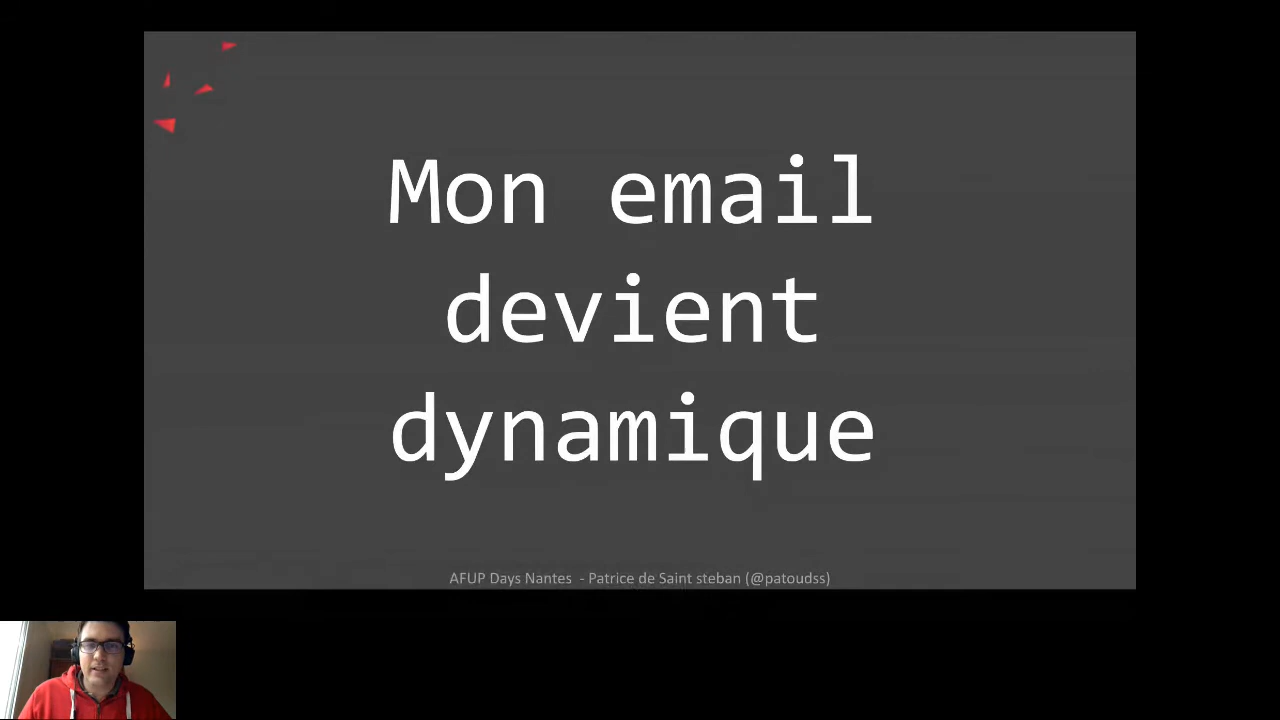 Mon email
devient
dynamique
AFUP Days Nantes - Patrice de Saint steban (@patoudss)